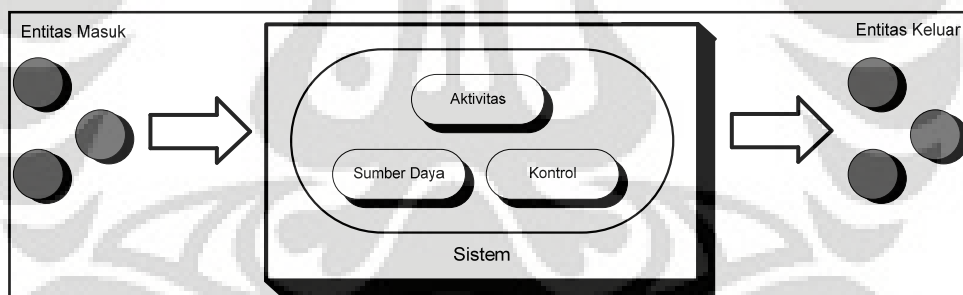 Entitas Masuk
Entitas Keluar
Aktivitas
Sumber Daya
Kontrol
Sistem